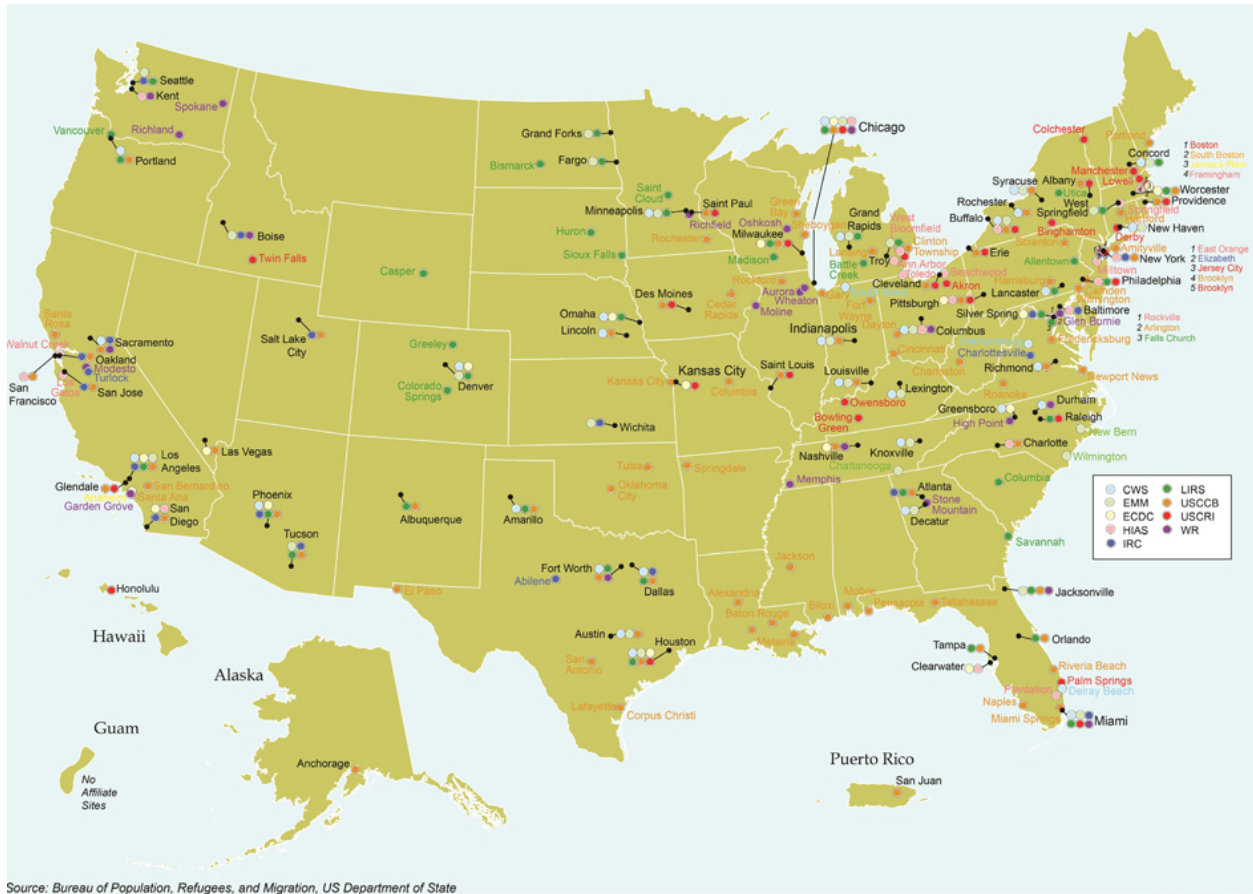 Seattle
Kent
Spokane
Vancouver
Richland
Portland
Boise
Twin Falls
Grand Forks
Fargo
Bismarck
Saint
Cloud
Minneapolis
Saint Paul
Richfield
Rochester
Huron
Sioux Falls
Casper
Chicago
Green
Bay
Oshkosh
Sheboygan
Milwaukee
Madison
Grand
Rapids
West
Bloomfield
Lansing
Clinton
Township
Battle
Creek
Troy
Ann Arbor
Toledo
Beachwood
Cleveland
Akron
Colchester
Portland
Concord
Manchester
Lowell
1 Boston
2 South Boston
3 Jamaica Plain
4 Framingham
Syracuse
Albany
Utica
Rochester
West
Springfield
Buffalo
Worcester
Providence
Springfield
Hartford
New Haven
Binghamton
Derby
Scranton
Amityville
Erie
New York
1 East Orange
2 Elizabeth
3 Jersey City
4 Brooklyn
5 Brooklyn
Allentown
Milltown
Philadelphia
Harrisburg
Camden
Lancaster
Wilmington
Pittsburgh
Silver Spring
Baltimore
Glen Burnie
1 Rockville
2 Arlington
3 Falls Church
Fredericksburg
Charlottesville
Richmond
Newport News
Roanoke
Charleston
Rockford
Aurora
Wheaton
Moline
Gary
Fort
Wayne
Des Moines
Cedar
Rapids
Omaha
Lincoln
Indianapolis
Dayton
Columbus
Cincinnati
Santa
Rosa
Walnut Creek
Sacramento
Oakland
Modesto
Turlock
San
Francisco
Los
Gatos
San Jose
Salt Lake
City
Greeley
Denver
Colorado
Springs
Kansas City
Kansas City
Columbia
Saint Louis
Louisville
Lexington
Owensboro
Bowling
Green
Wichita
Greensboro
High Point
Durham
Raleigh
New Bern
Wilmington
Charlotte
Nashville
Knoxville
Chattanooga
Memphis
Las Vegas
Los
Angeles
Glendale
Anaheim
San Bernardino
Santa Ana
Garden Grove
San
Diego
Phoenix
Tucson
Albuquerque
Amarillo
Tulsa
Oklahoma
City
Springdale
Atlanta
Stone
Mountain
Decatur
Columbia
Savannah
CWS
EMM
ECDC
HIAS
IRC
LIRS
USCCB
USCRI
WR
Honolulu
Hawaii
El Paso
Abilene
Fort Worth
Dallas
Austin
Houston
San
Antonio
Lafayette
Corpus Christi
Jackson
Alexandria
Baton Rouge
Metairie
Biloxi
Mobile
Pensacola
Tallahassee
Jacksonville
Orlando
Tampa
Clearwater
Riveria Beach
Palm Springs
Plantation
Delray Beach
Naples
Miami Springs
Miami
Alaska
Anchorage
Guam
No
Affiliate
Sites
Puerto Rico
San Juan
Source: Bureau of Population, Refugees, and Migration, US Department of State